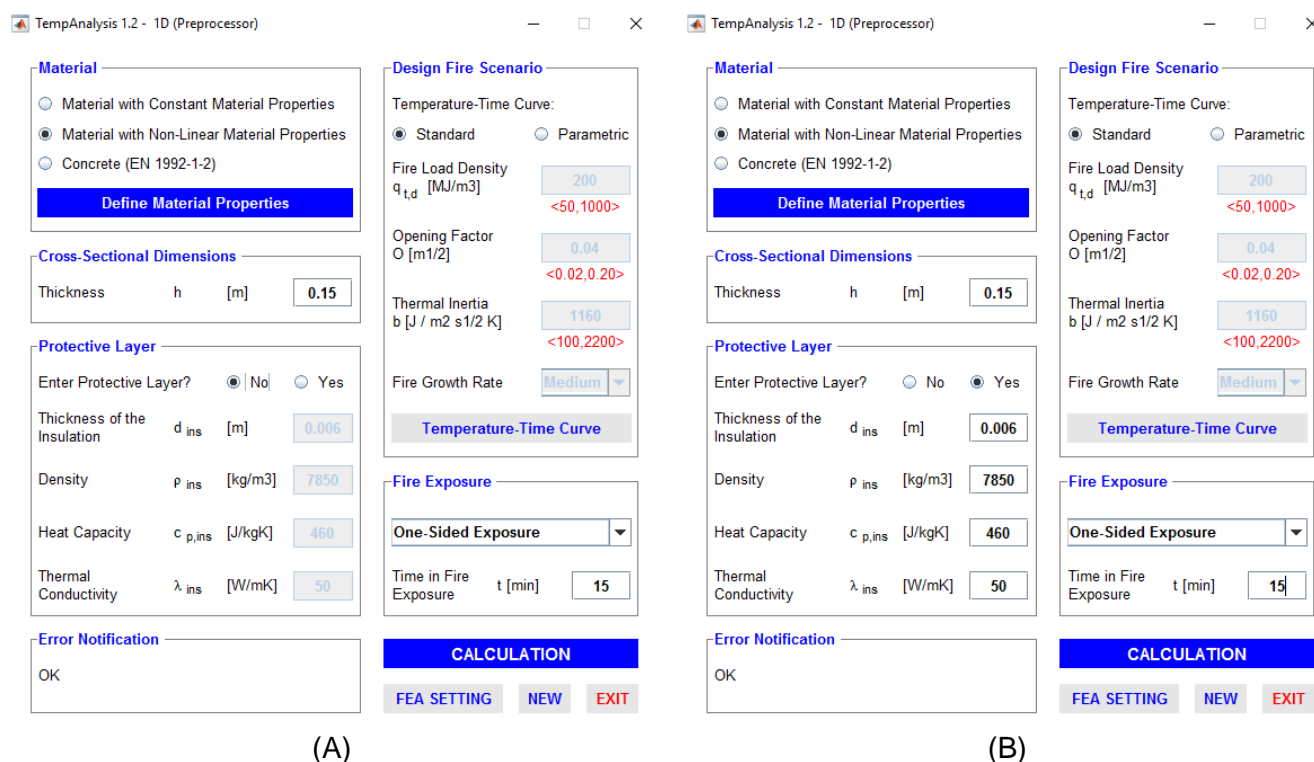 TempAnalysis 1.2 - 1D (Preprocessor)
Material
Material with Constant Material Properties
Material with Non-Linear Material Properties
Concrete (EN 1992-1-2)
Define Material Properties
Cross-Sectional Dimensions
Thickness h [m] 0.15
Protective Layer
Enter Protective Layer? No Yes
Thickness of the
Insulation d ins [m] 0.006
Density ρ ins [kg/m3] 7850
Heat Capacity c p,ins [J/kgK] 460
Thermal
Conductivity λ ins [W/mK] 50
Error Notification
OK
Design Fire Scenario
Temperature-Time Curve:
Standard Parametric
Fire Load Density
q t,d [MJ/m3] 200
<50,1000>
Opening Factor
O [m1/2] 0.04
<0.02,0.20>
Thermal Inertia
b [J / m2 s1/2 K] 1160
<100,2200>
Fire Growth Rate Medium
Temperature-Time Curve
Fire Exposure
One-Sided Exposure
Time in Fire
Exposure t [min] 15
CALCULATION
FEA SETTING NEW EXIT
(A)
TempAnalysis 1.2 - 1D (Preprocessor)
Material
Material with Constant Material Properties
Material with Non-Linear Material Properties
Concrete (EN 1992-1-2)
Define Material Properties
Cross-Sectional Dimensions
Thickness h [m] 0.15
Protective Layer
Enter Protective Layer? No Yes
Thickness of the
Insulation d ins [m] 0.006
Density ρ ins [kg/m3] 7850
Heat Capacity c p,ins [J/kgK] 460
Thermal
Conductivity λ ins [W/mK] 50
Error Notification
OK
Design Fire Scenario
Temperature-Time Curve:
Standard Parametric
Fire Load Density
q t,d [MJ/m3] 200
<50,1000>
Opening Factor
O [m1/2] 0.04
<0.02,0.20>
Thermal Inertia
b [J / m2 s1/2 K] 1160
<100,2200>
Fire Growth Rate Medium
Temperature-Time Curve
Fire Exposure
One-Sided Exposure
Time in Fire
Exposure t [min] 15
CALCULATION
FEA SETTING NEW EXIT
(B)